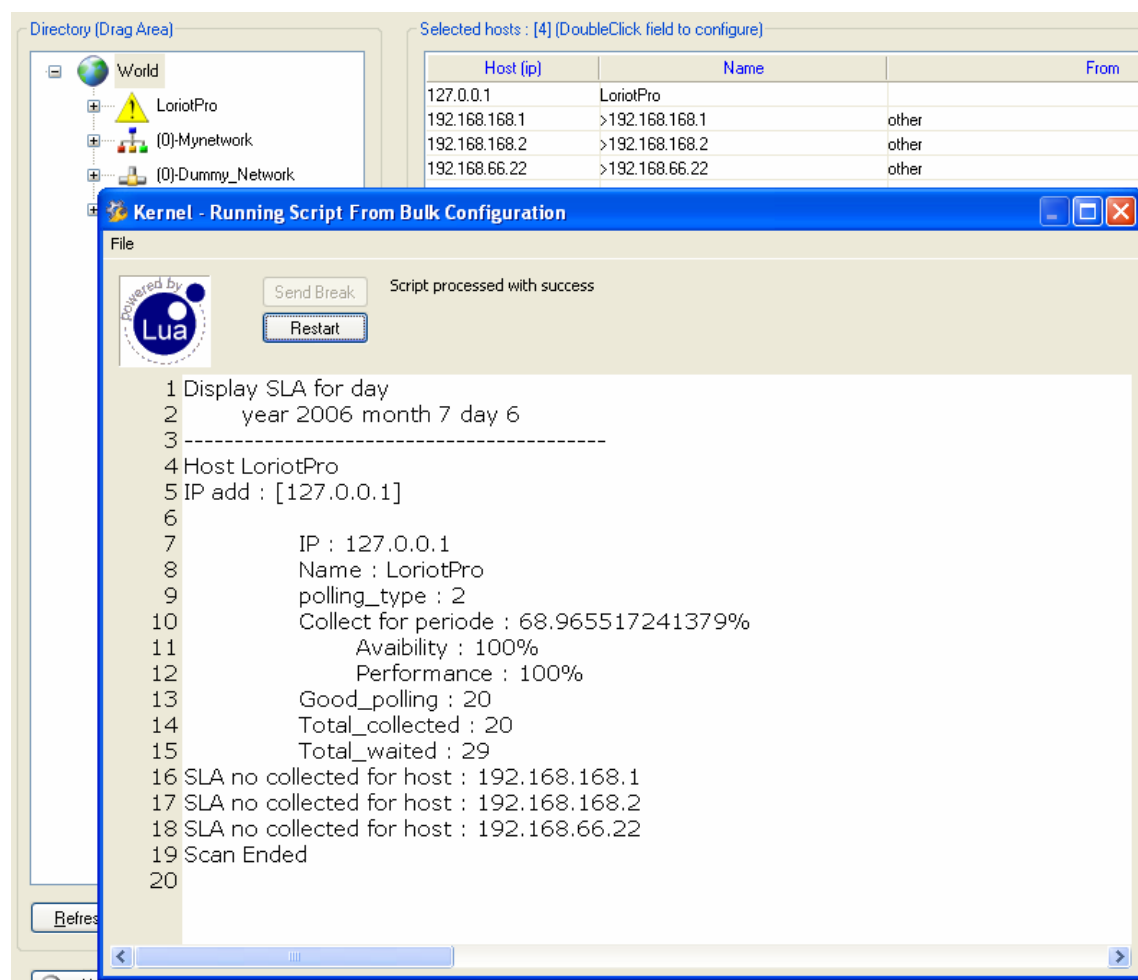 Directory (Drag Area)
World
LoriotPro
(0)-Mynetwork
(0)-Dummy_Network
Selected hosts : [4] (DoubleClick field to configure)
Host (ip) Name From
127.0.0.1 LoriotPro
192.168.168.1 >192.168.168.1 other
192.168.168.2 >192.168.168.2 other
192.168.66.22 >192.168.66.22 other
Kernel - Running Script From Bulk Configuration
File
powered by
Lua
Send Break
Script processed with success
Restart
1 Display SLA for day
2 year 2006 month 7 day 6
3 ------------------------------------------
4 Host LoriotPro
5 IP add : [127.0.0.1]
6
7 IP : 127.0.0.1
8 Name : LoriotPro
9 polling_type : 2
10 Collect for periode : 68.965517241379%
11 Avaibility : 100%
12 Performance : 100%
13 Good_polling : 20
14 Total_collected : 20
15 Total_waited : 29
16 SLA no collected for host : 192.168.168.1
17 SLA no collected for host : 192.168.168.2
18 SLA no collected for host : 192.168.66.22
19 Scan Ended
20
Refres